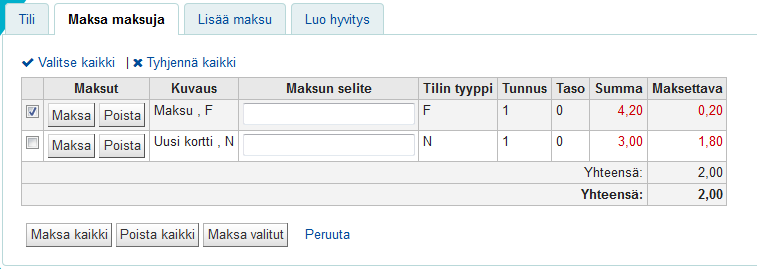 Tili Maksa maksuja Lisää maksu Luo hyvitys
Valitse kaikki | Tyhjennä kaikki
Maksut Kuvaus Maksun selite Tilin tyyppi Tunnus Taso Summa Maksettava
Maksa Poista Maksu , F F 1 0 4,20 0,20
Maksa Poista Uusi kortti , N N 1 0 3,00 1,80
Yhteensä: 2,00
Yhteensä: 2,00
Maksa kaikki Poista kaikki Maksa valitut Peruuta